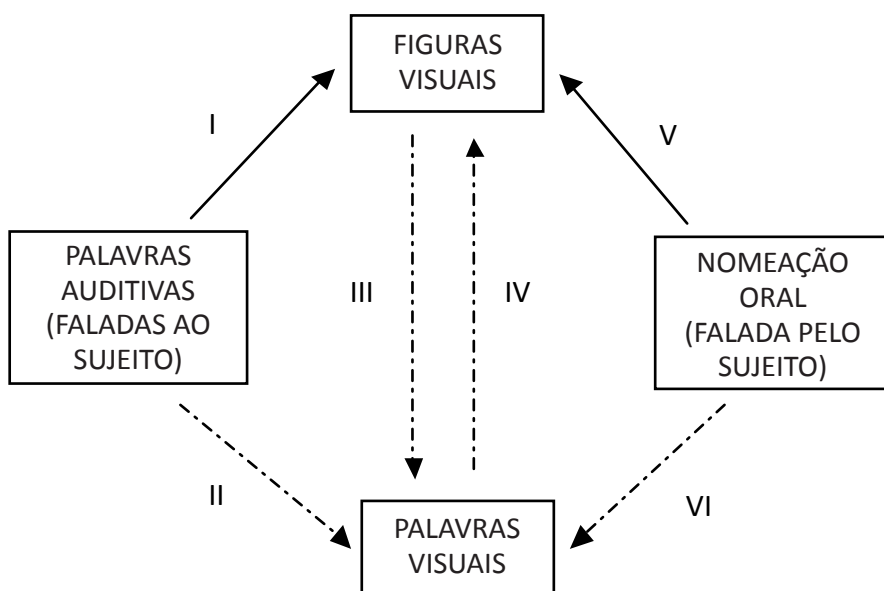 FIGURAS
VISUAIS
I
V
PALAVRAS
AUDITIVAS
(FALADAS AO
SUJEITO)
III
IV
NOMEAÇÃO
ORAL
(FALADA PELO
SUJEITO)
II
VI
PALAVRAS
VISUAIS